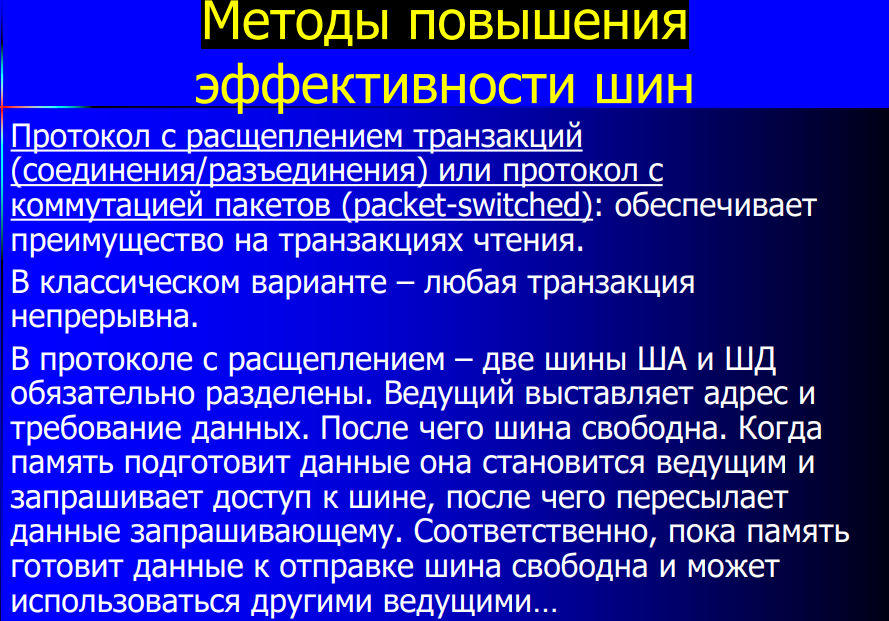 Методы повышения
эффективности шин
Протокол с расщеплением транзакций
(соединения/разъединения) или протокол с
коммутацией пакетов (packet-switched): обеспечивает
преимущество на транзакциях чтения.
В классическом варианте – любая транзакция
непрерывна.
В протоколе с расщеплением – две шины ША и ШД
обязательно разделены. Ведущий выставляет адрес и
требование данных. После чего шина свободна. Когда
память подготовит данные она становится ведущим и
запрашивает доступ к шине, после чего пересылает
данные запрашивающему. Соответственно, пока память
готовит данные к отправке шина свободна и может
использоваться другими ведущими…